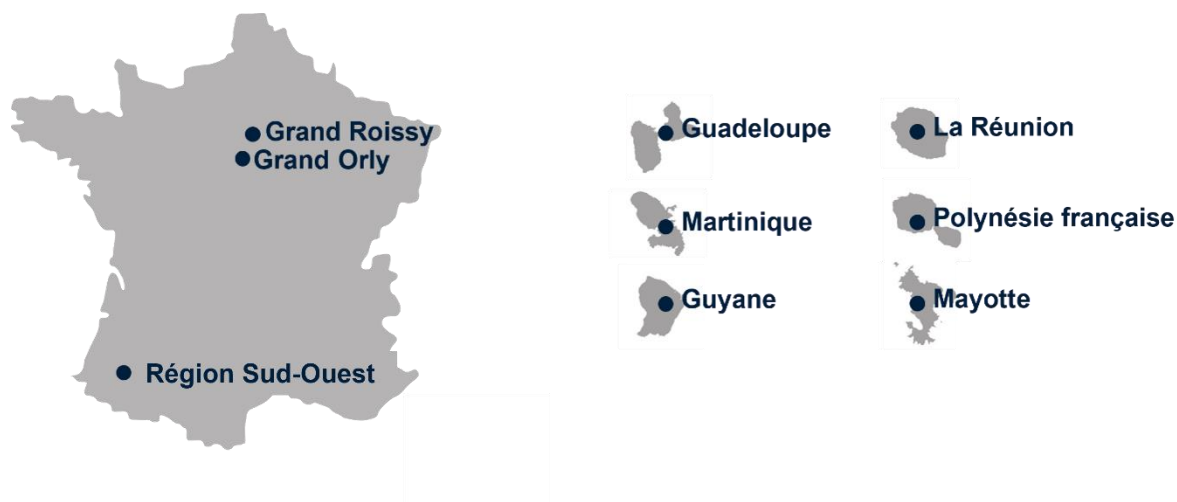 Grand Roissy
Grand Orly
Région Sud-Ouest
Guadeloupe
Martinique
Guyane
La Réunion
Polynésie française
Mayotte